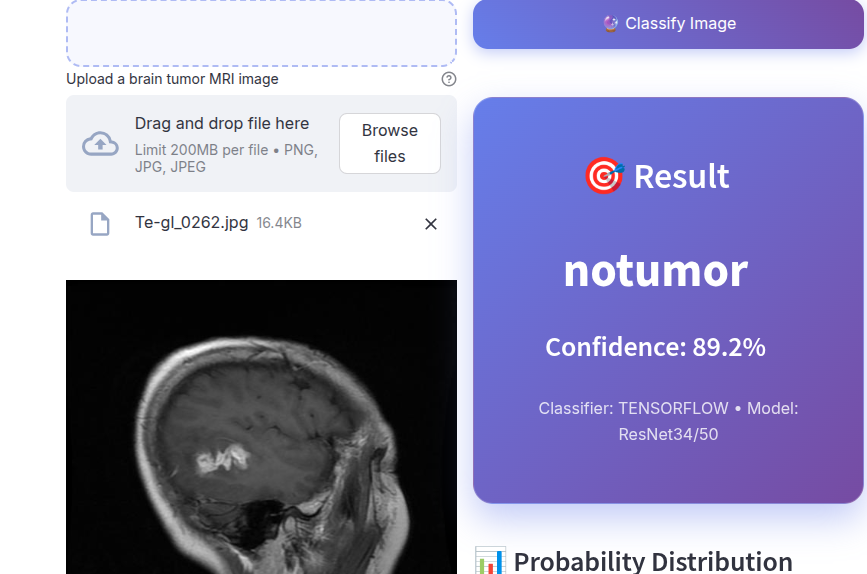 Upload a brain tumor MRI image
Drag and drop file here
Limit 200MB per file • PNG,
JPG, JPEG
Browse
files
Te-gl_0262.jpg 16.4KB
🔮 Classify Image
🎯 Result
notumor
Confidence: 89.2%
Classifier: TENSORFLOW • Model:
ResNet34/50
📊 Probability Distribution